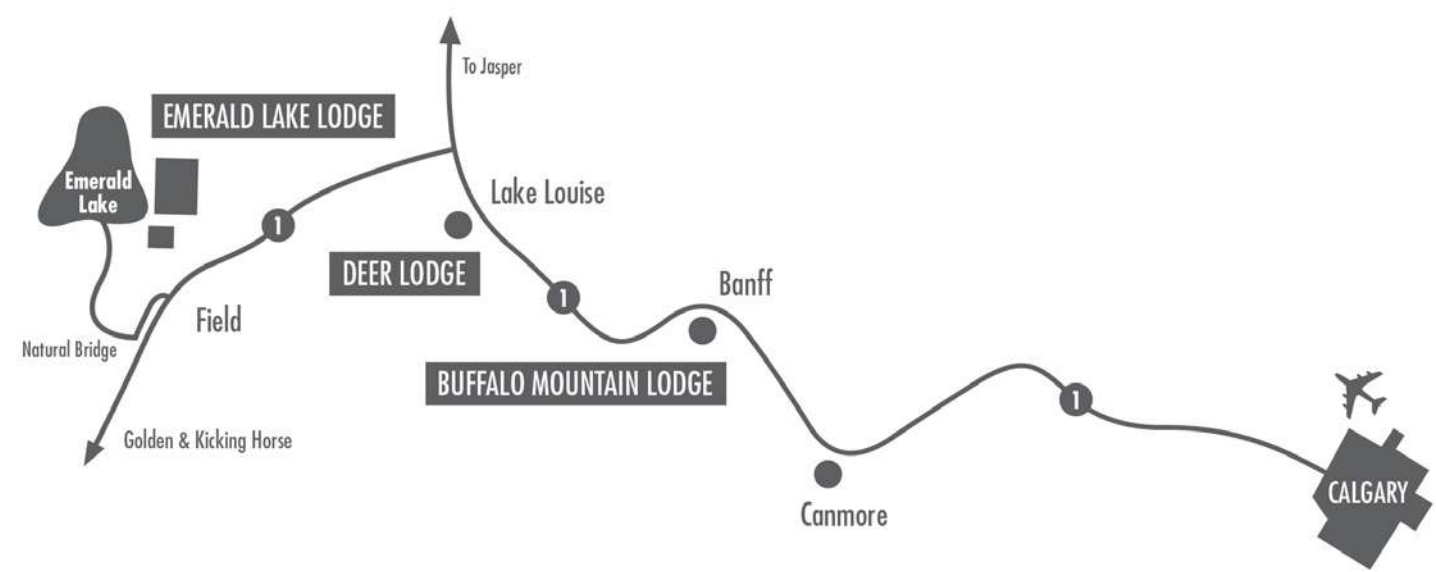 To Jasper
EMERALD LAKE LODGE
Emerald
Lake
1
Lake Louise
DEER LODGE
1
Banff
Field
Natural Bridge
BUFFALO MOUNTAIN LODGE
1
Golden & Kicking Horse
CALGARY
Canmore